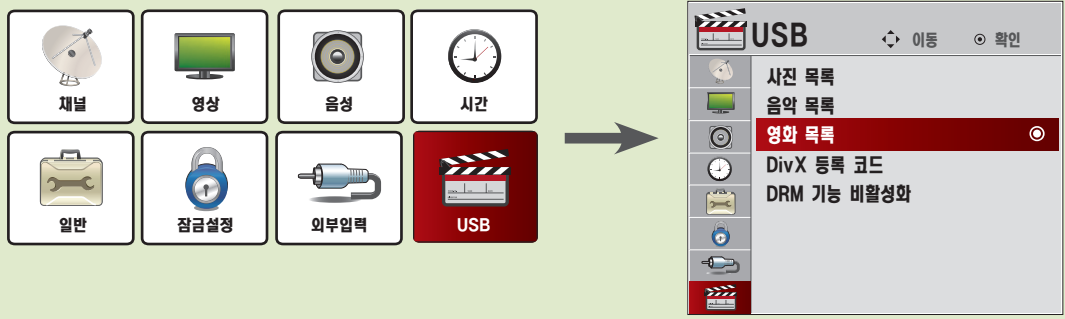 채널
영상
음성
시간
일반
잠금설정
외부입력
USB
USB
이동
확인
사진 목록
음악 목록
영화 목록
DivX 등록 코드
DRM 기능 비활성화